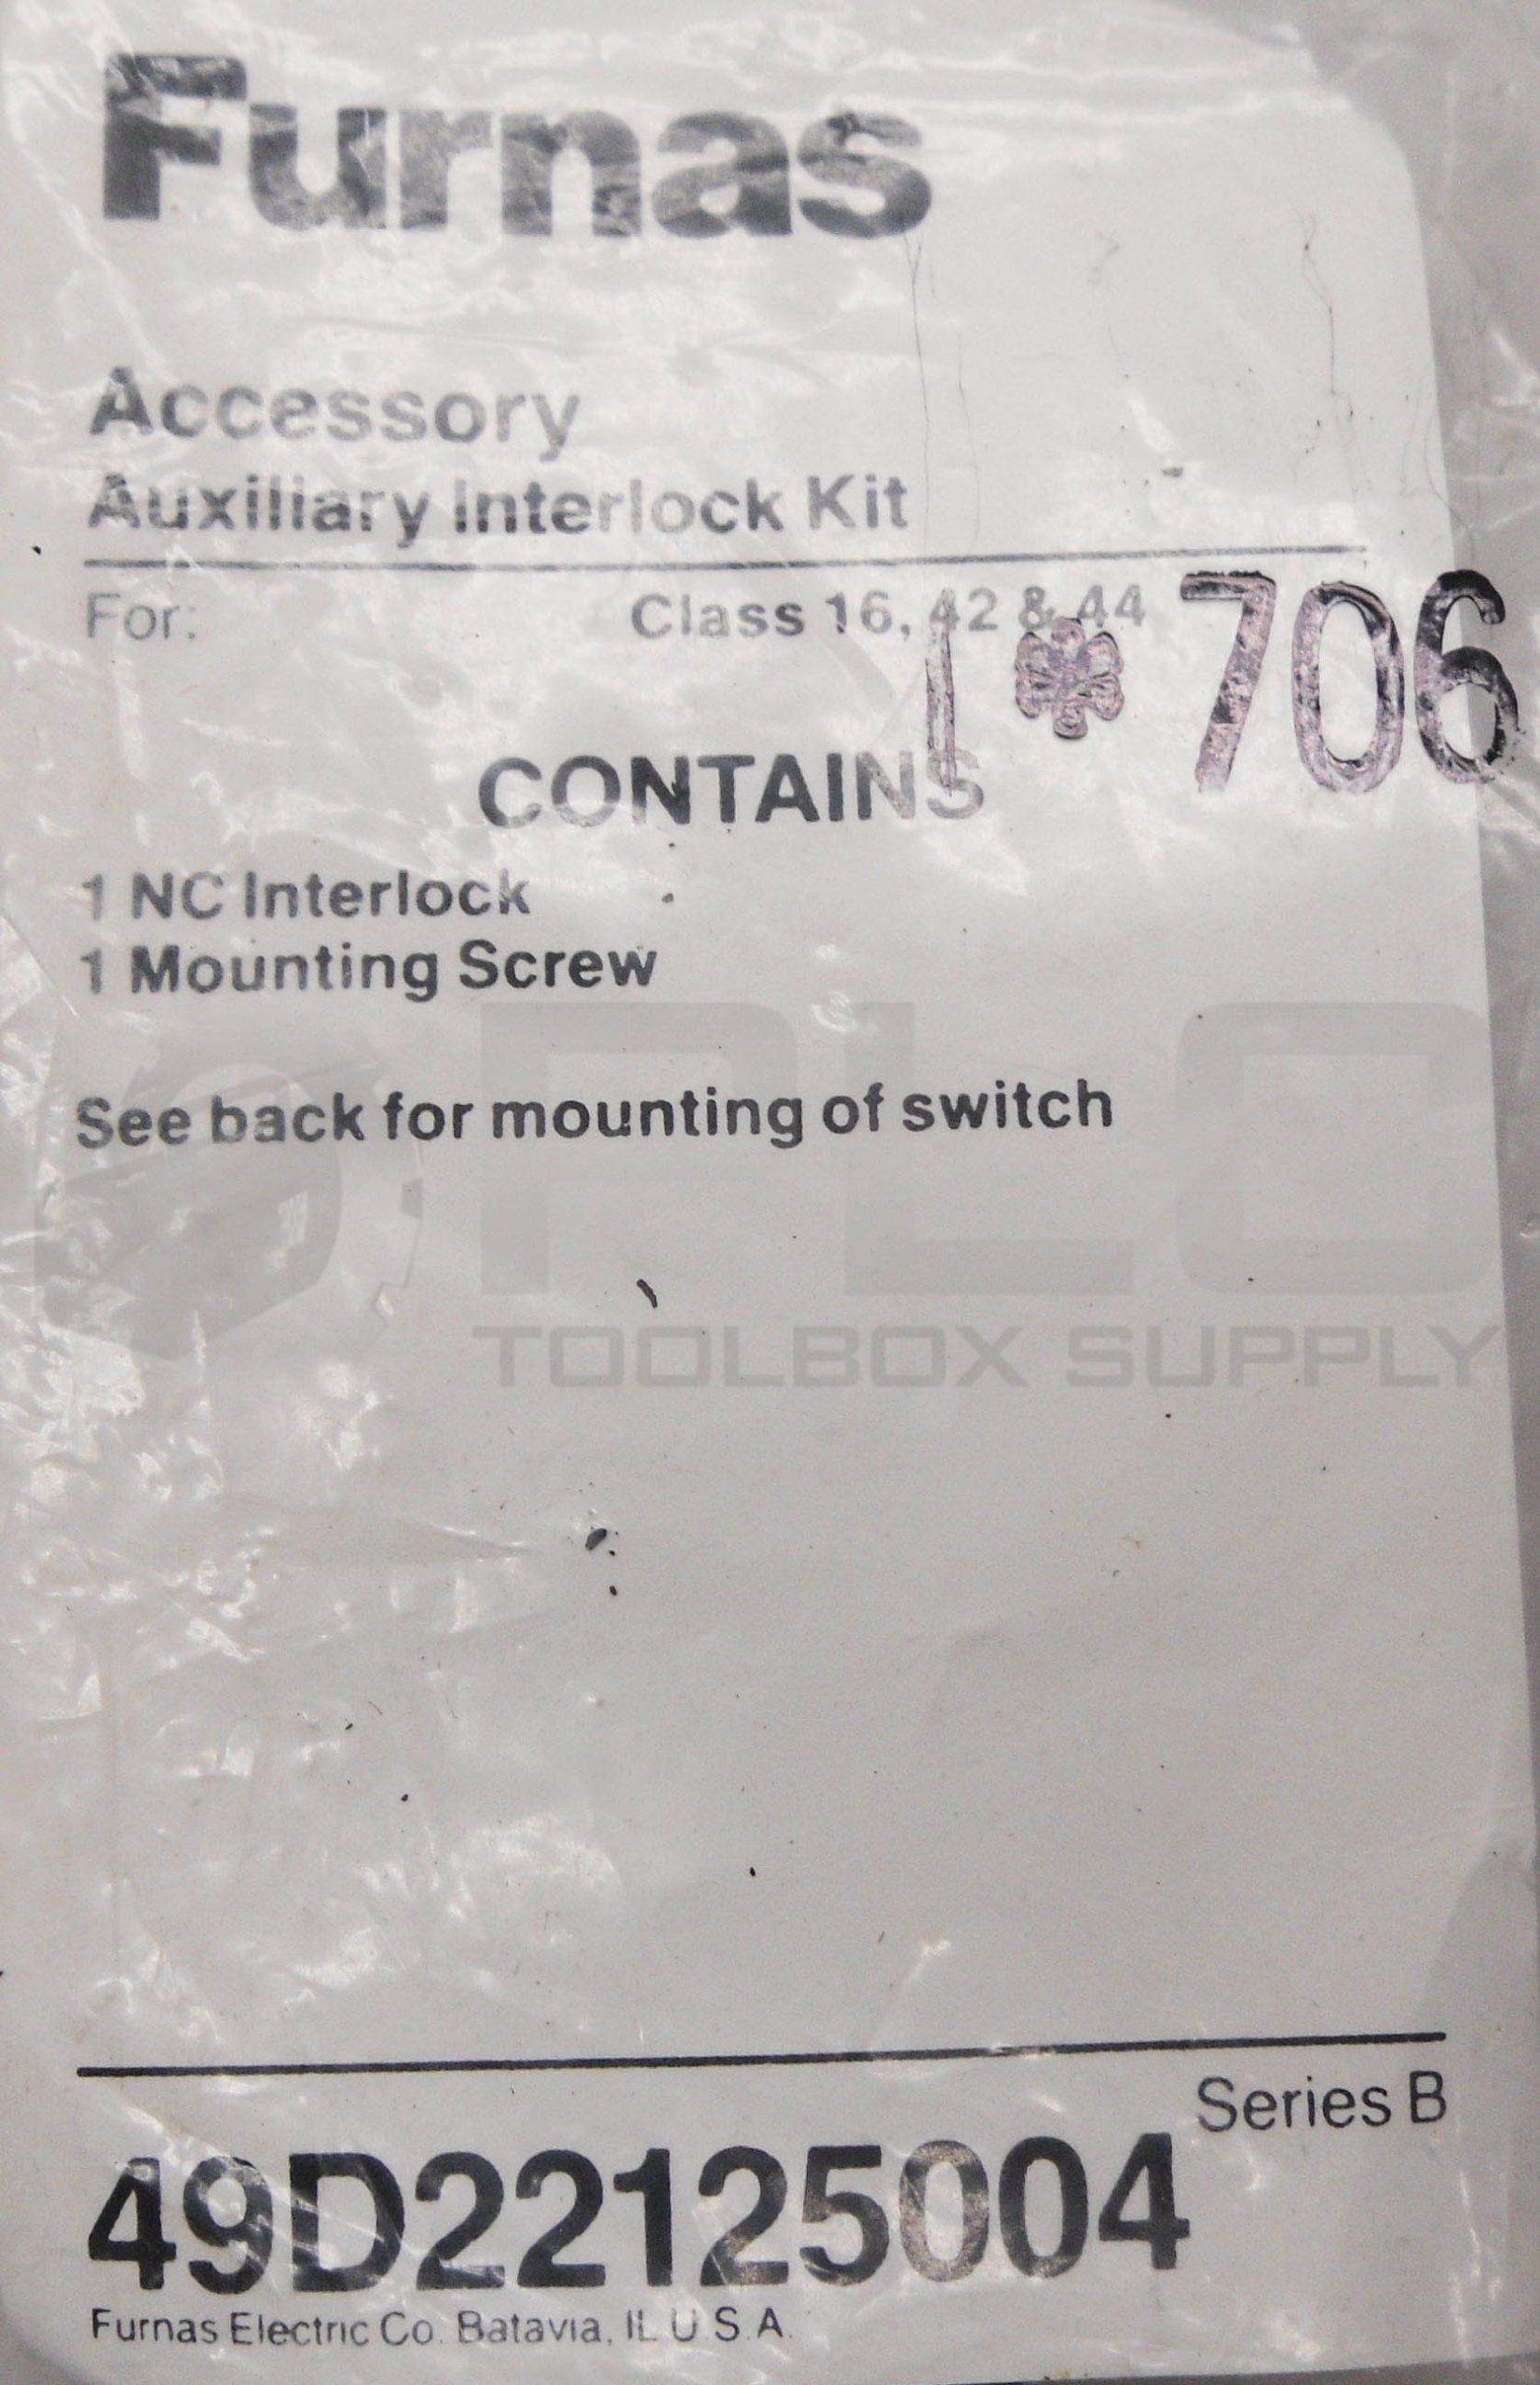 Furnas
Accessory
Auxiliary Interlock Kit
For: Class 16, 42 & 44
1*706
CONTAINS
1 NC Interlock
1 Mounting Screw
See back for mounting of switch
PLC
TOOLBOX SUPPLY
Series B
49D22125004
Furnas Electric Co. Batavia, IL U.S.A.